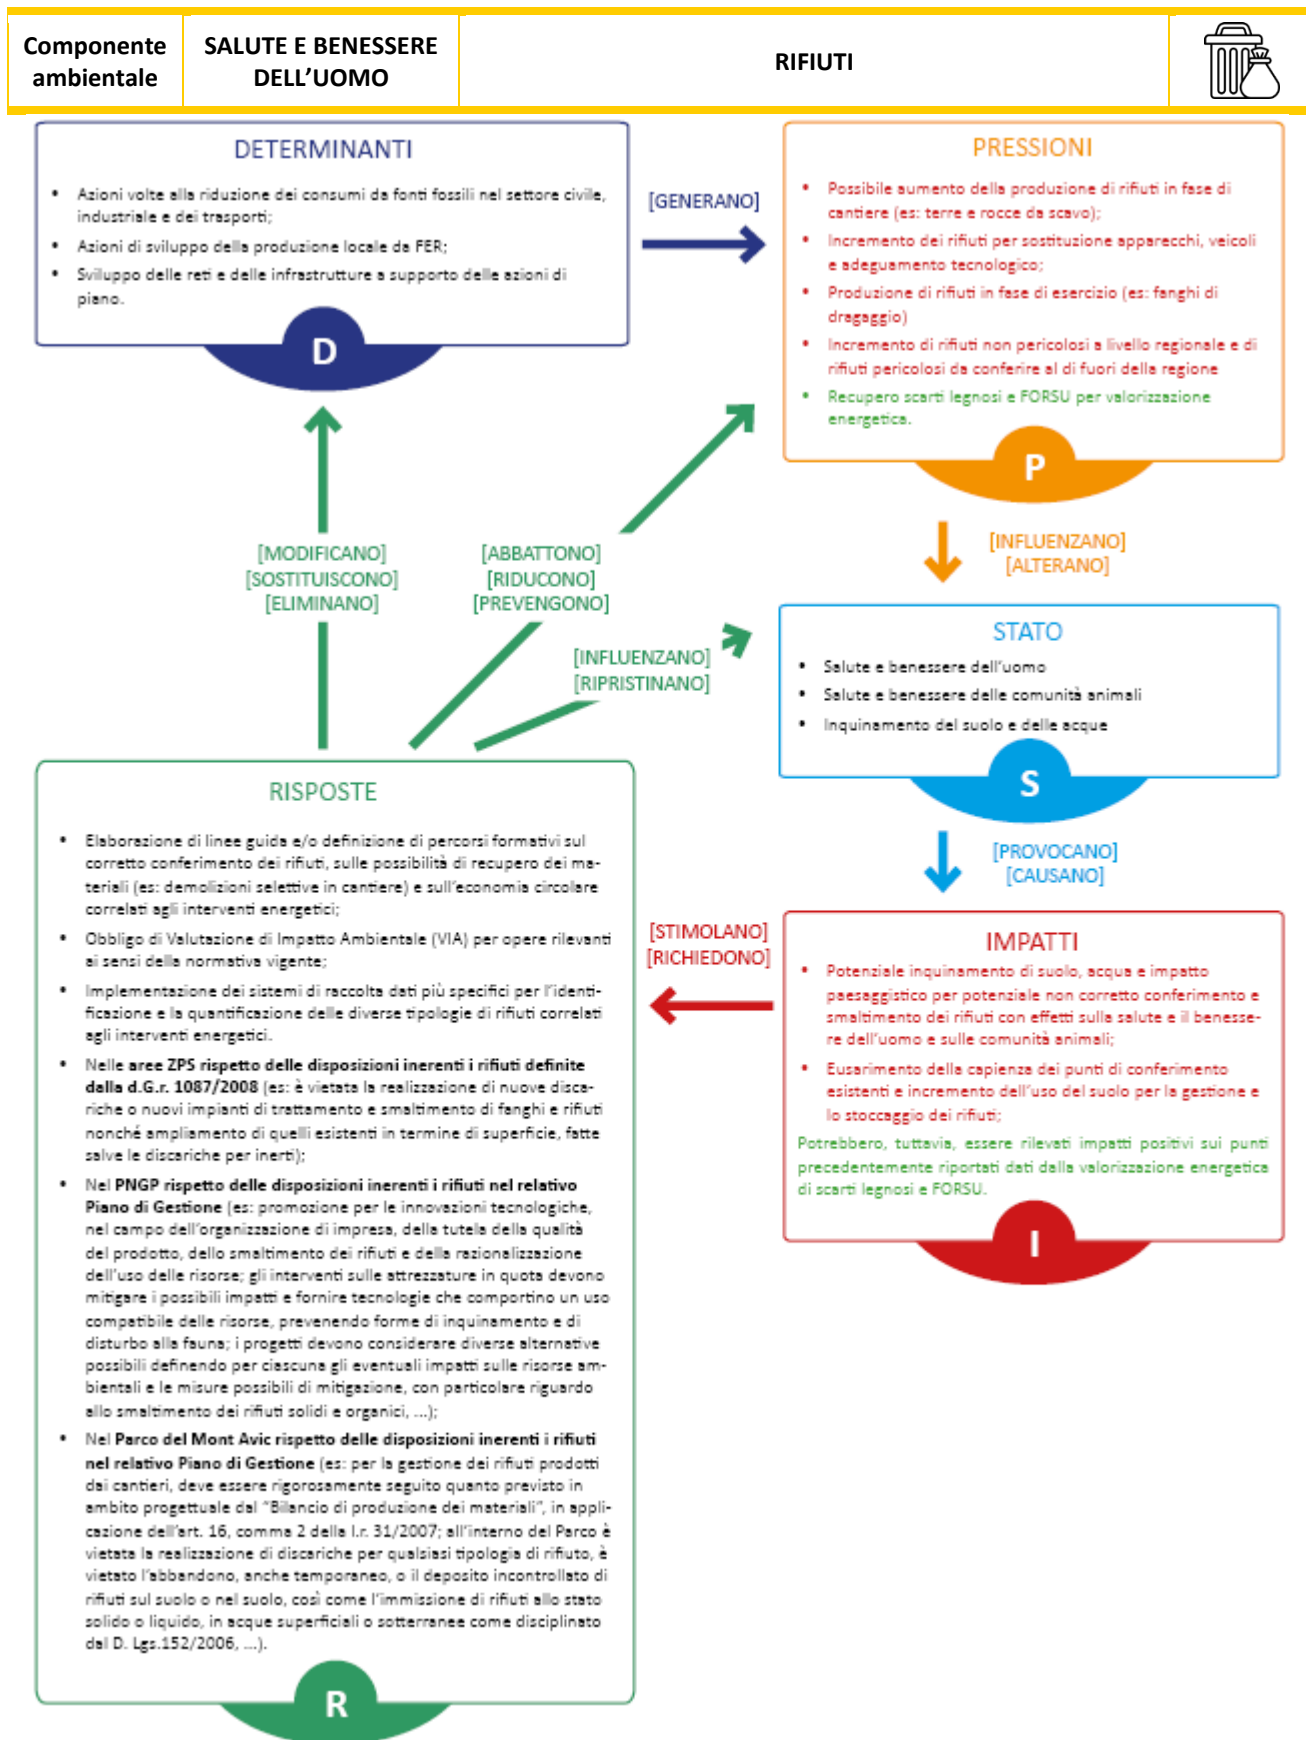 Componente
ambientale
SALUTE E BENESSERE
DELL'UOMO
RIFIUTI
DETERMINANTI
• Azioni volte alla riduzione dei consumi da fonti fossili nel settore civile,
industriale e dei trasporti;
• Azioni di sviluppo della produzione locale da FER;
• Sviluppo delle reti e delle infrastrutture a supporto delle azioni di
piano.
D
[GENERANO]
PRESSIONI
• Possibile aumento della produzione di rifiuti in fase di
cantiere (es: terre e rocce da scavo);
• Incremento dei rifiuti per sostituzione apparecchi, veicoli
e adeguamento tecnologico;
• Produzione di rifiuti in fase di esercizio (es: fanghi di
dragaggio)
• Incremento di rifiuti non pericolosi a livello regionale e di
rifiuti pericolosi da conferire al di fuori della regione
• Recupero scarti legnosi e FORSU per valorizzazione
energetica.
P
[INFLUENZANO]
[ALTERANO]
[MODIFICANO]
[SOSTITUISCONO]
[ELIMINANO]
[ABBATTONO]
[RIDUCONO]
[PREVENGONO]
[INFLUENZANO]
[RIPRISTINANO]
STATO
• Salute e benessere dell'uomo
• Salute e benessere delle comunità animali
• Inquinamento del suolo e delle acque
S
[PROVOCANO]
[CAUSANO]
IMPATTI
• Potenziale inquinamento di suolo, acqua e impatto
paesaggistico per potenziale non corretto conferimento e
smaltimento dei rifiuti con effetti sulla salute e il benesse-
re dell'uomo e sulle comunità animali;
• Eusarimento della capienza dei punti di conferimento
esistenti e incremento dell'uso del suolo per la gestione e
lo stoccaggio dei rifiuti;
Potrebbero, tuttavia, essere rilevati impatti positivi sui punti
precedentemente riportati dati dalla valorizzazione energetica
di scarti legnosi e FORSU.
I
[STIMOLANO]
[RICHIEDONO]
RISPOSTE
• Elaborazione di linee guida e/o definizione di percorsi formativi sul
corretto conferimento dei rifiuti, sulle possibilità di recupero dei ma-
teriali (es: demolizioni selettive in cantiere) e sull'economia circolare
correlati agli interventi energetici;
• Obbligo di Valutazione di Impatto Ambientale (VIA) per opere rilevanti
ai sensi della normativa vigente;
• Implementazione dei sistemi di raccolta dati più specifici per l'identi-
ficazione e la quantificazione delle diverse tipologie di rifiuti correlati
agli interventi energetici.
• Nelle aree ZPS rispetto delle disposizioni inerenti i rifiuti definite
dalla d.G.r. 1087/2008 (es: è vietata la realizzazione di nuove disca-
riche o nuovi impianti di trattamento e smaltimento di fanghi e rifiuti
nonché ampliamento di quelli esistenti in termine di superficie, fatte
salve le discariche per inerti);
• Nel PNGP rispetto delle disposizioni inerenti i rifiuti nel relativo
Piano di Gestione (es: promozione per le innovazioni tecnologiche,
nel campo dell'organizzazione di impresa, della tutela della qualità
del prodotto, dello smaltimento dei rifiuti e della razionalizzazione
dell'uso delle risorse; gli interventi sulle attrezzature in quota devono
mitigare i possibili impatti e fornire tecnologie che comportino un uso
compatibile delle risorse, prevenendo forme di inquinamento e di
disturbo alla fauna; i progetti devono considerare diverse alternative
possibili definendo per ciascuna gli eventuali impatti sulle risorse am-
bientali e le misure possibili di mitigazione, con particolare riguardo
allo smaltimento dei rifiuti solidi e organici, ...);
• Nel Parco del Mont Avic rispetto delle disposizioni inerenti i rifiuti
nel relativo Piano di Gestione (es: per la gestione dei rifiuti prodotti
dai cantieri, deve essere rigorosamente seguito quanto previsto in
ambito progettuale dal "Bilancio di produzione dei materiali", in appli-
cazione dell'art. 16, comma 2 della l.r. 31/2007; all'interno del Parco è
vietata la realizzazione di discariche per qualsiasi tipologia di rifiuto, è
vietato l'abbandono, anche temporaneo, o il deposito incontrollato di
rifiuti sul suolo o nel suolo, così come l'immissione di rifiuti allo stato
solido o liquido, in acque superficiali o sotterranee come disciplinato
dal D. Lgs.152/2006, ...).
R